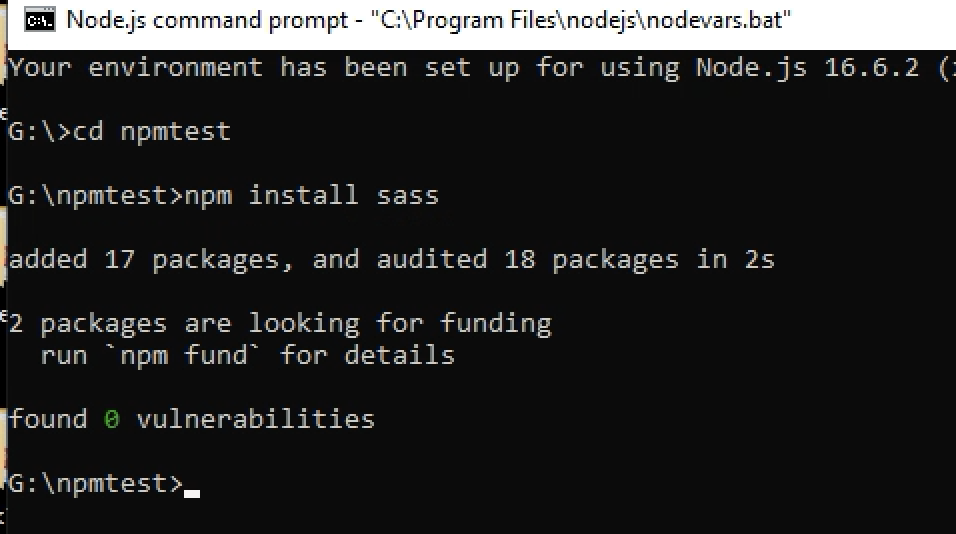 Node.js command prompt - "C:\Program Files\nodejs\nodevars.bat"
Your environment has been set up for using Node.js 16.6.2 (
G:\>cd npmtest
G:\npmtest>npm install sass
added 17 packages, and audited 18 packages in 2s
2 packages are looking for funding
run `npm fund` for details
found 0 vulnerabilities
G:\npmtest>